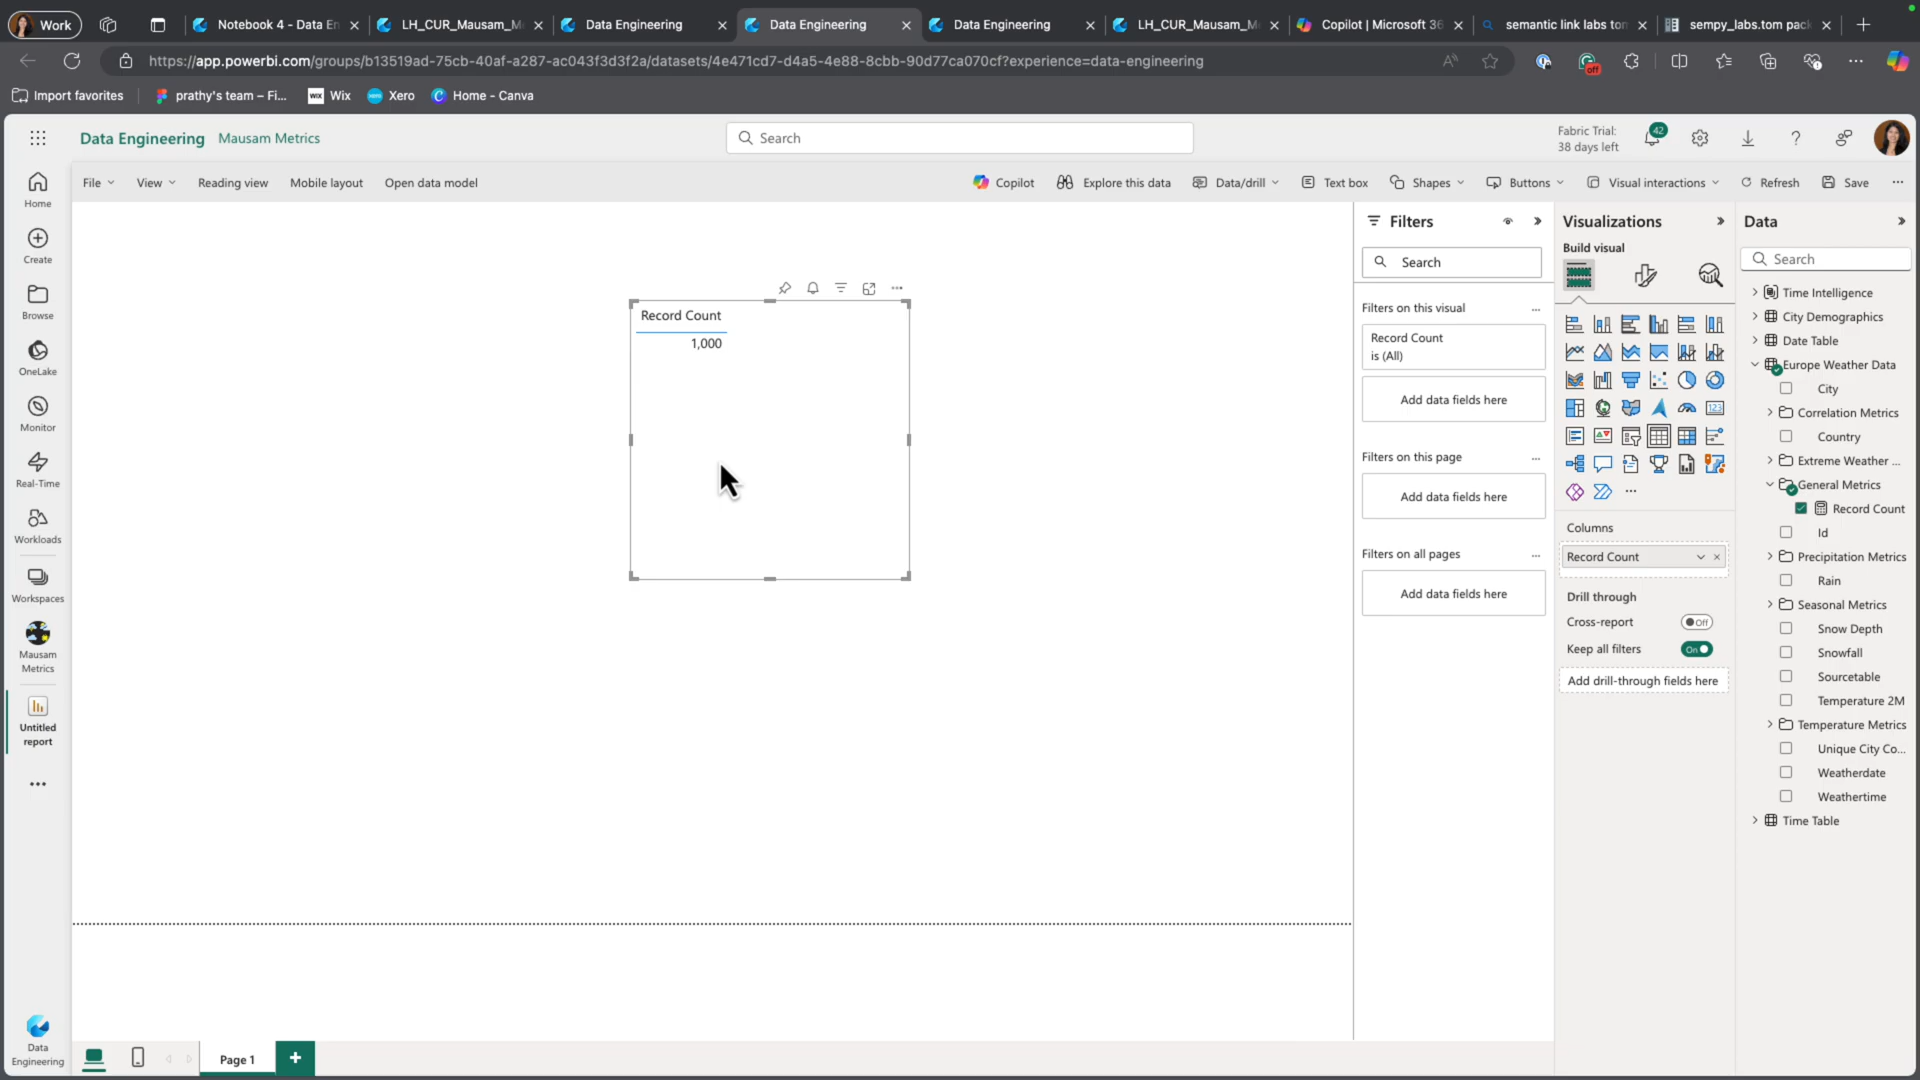 Work
Notebook 4 - Data En
LH_CUR_Mausam_M
Data Engineering
Data Engineering
Data Engineering
LH_CUR_Mausam_M
Copilot | Microsoft 36
semantic link labs tom
sempy_labs.tom pack
https://app.powerbi.com/groups/b13519ad-75cb-40af-a287-ac043f3d3f2a/datasets/4e471cd7-d4a5-4e88-8cbb-90d77ca070cf?experience=data-engineering
off
Import favorites
prathy's team – Fi...
WIX Wix
xero Xero
Home - Canva
Data Engineering
Mausam Metrics
Search
Fabric Trial:
38 days left
42
File
View
Reading view
Mobile layout
Open data model
Copilot
Explore this data
Data/drill
Text box
Shapes
Buttons
Visual interactions
Refresh
Save
Home
Create
Browse
OneLake
Monitor
Real-Time
Workloads
Workspaces
Mausam
Metrics
Untitled
report
Data
Engineering
Record Count
1,000
Page 1
Filters
Search
Filters on this visual
Record Count
is (All)
Add data fields here
Filters on this page
Add data fields here
Filters on all pages
Add data fields here
Visualizations
Build visual
123
Columns
Record Count
Drill through
Cross-report
Off
Keep all filters
On
Add drill-through fields here
Data
Search
Time Intelligence
City Demographics
Date Table
Europe Weather Data
City
Correlation Metrics
Country
Extreme Weather ...
General Metrics
Record Count
Id
Precipitation Metrics
Rain
Seasonal Metrics
Snow Depth
Snowfall
Sourcetable
Temperature 2M
Temperature Metrics
Unique City Co...
Weatherdate
Weathertime
Time Table